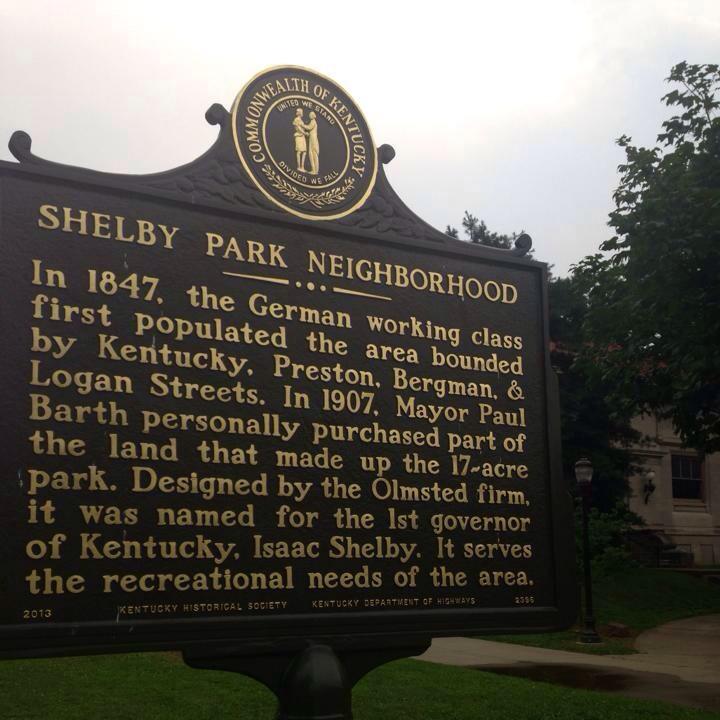 COMMONWEALTH OF KENTUCKY
UNITED WE STAND
DIVIDED WE FALL
SHELBY PARK NEIGHBORHOOD
In 1847, the German working class
first populated the area bounded
by Kentucky, Preston, Bergman, &
Logan Streets. In 1907, Mayor Paul
Barth personally purchased part of
the land that made up the 17-acre
park. Designed by the Olmsted firm,
it was named for the 1st governor
of Kentucky, Isaac Shelby. It serves
the recreational needs of the area.
2013 KENTUCKY HISTORICAL SOCIETY KENTUCKY DEPARTMENT OF HIGHWAYS 2396